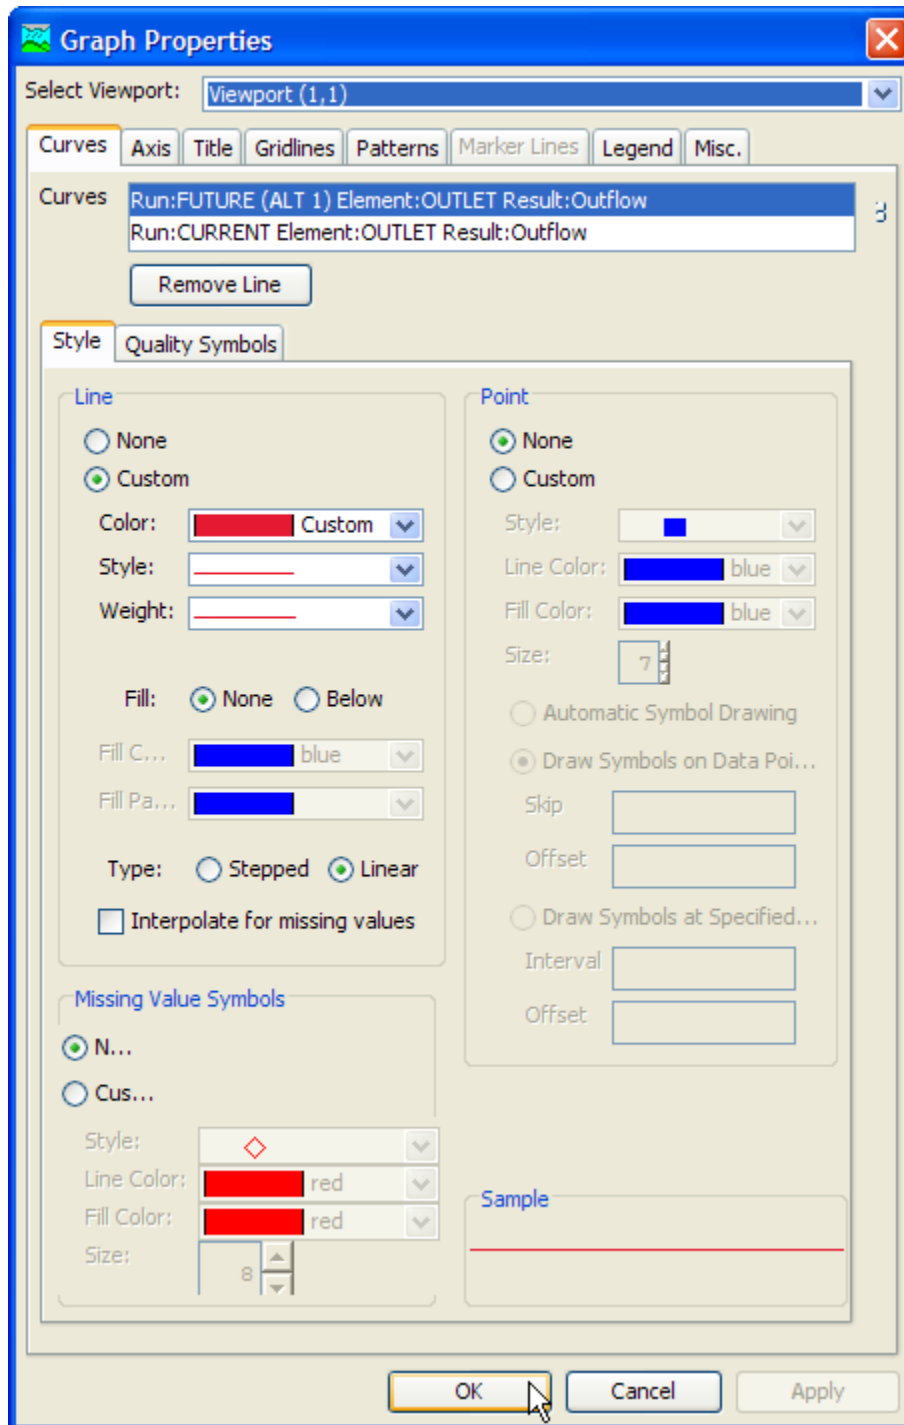 Graph Properties
Select Viewport: Viewport (1,1)
Curves Axis Title Gridlines Patterns Marker Lines Legend Misc.
Curves Run:FUTURE (ALT 1) Element:OUTLET Result:Outflow
Run:CURRENT Element:OUTLET Result:Outflow
Remove Line
Style Quality Symbols
Line
None
Custom
Color: Custom
Style:
Weight:
Fill: None Below
Fill C... blue
Fill Pa...
Type: Stepped Linear
Interpolate for missing values
Point
None
Custom
Style:
Line Color: blue
Fill Color: blue
Size: 7
Automatic Symbol Drawing
Draw Symbols on Data Poi...
Skip
Offset
Draw Symbols at Specified...
Interval
Offset
Missing Value Symbols
N...
Cus...
Style:
Line Color: red
Fill Color: red
Size: 8
Sample
OK Cancel Apply